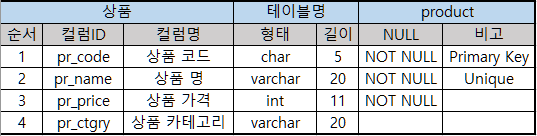 상품 테이블명 product
순서 컬럼ID 컬럼명 형태 길이 NULL 비고
1 pr_code 상품 코드 char 5 NOT NULL Primary Key
2 pr_name 상품 명 varchar 20 NOT NULL Unique
3 pr_price 상품 가격 int 11 NOT NULL
4 pr_ctgry 상품 카테고리 varchar 20